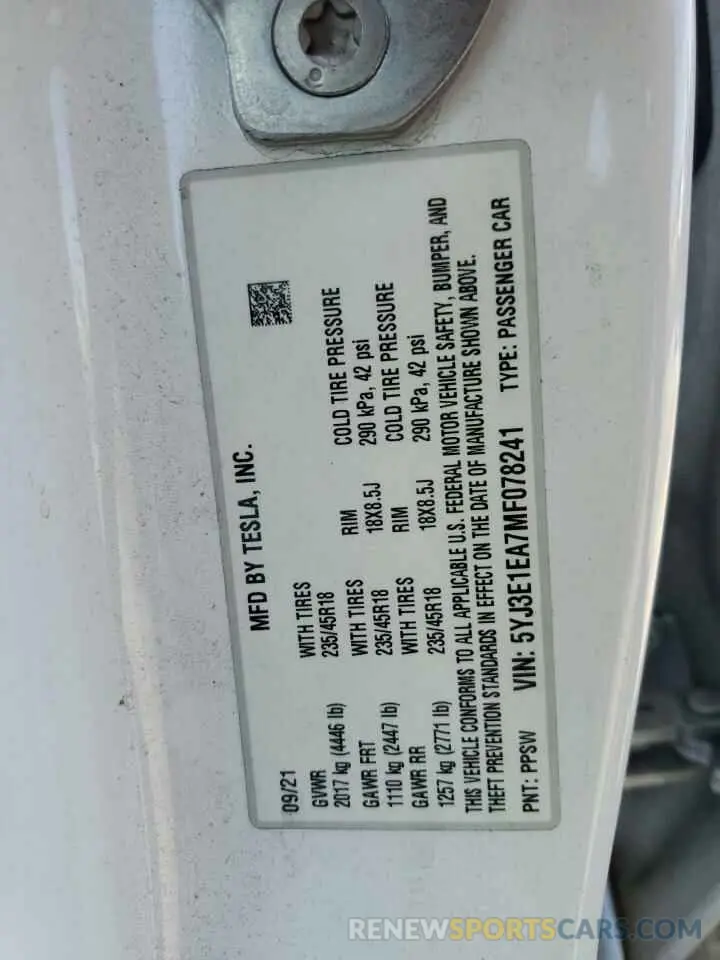 MFD BY TESLA, INC.
09/21
GVWR WITH TIRES RIM COLD TIRE PRESSURE
2017 kg (4446 lb) 235/45R18 18X8.5J 290 kPa, 42 psi
GAWR FRT WITH TIRES RIM COLD TIRE PRESSURE
1110 kg (2447 lb) 235/45R18 18X8.5J 290 kPa, 42 psi
GAWR RR WITH TIRES
1257 kg (2771 lb) 235/45R18
THIS VEHICLE CONFORMS TO ALL APPLICABLE U.S. FEDERAL MOTOR VEHICLE SAFETY, BUMPER, AND
THEFT PREVENTION STANDARDS IN EFFECT ON THE DATE OF MANUFACTURE SHOWN ABOVE.
PNT: PPSW VIN: 5YJ3E1EA7MF078241 TYPE: PASSENGER CAR
RENEWSPORTSCARS.COM